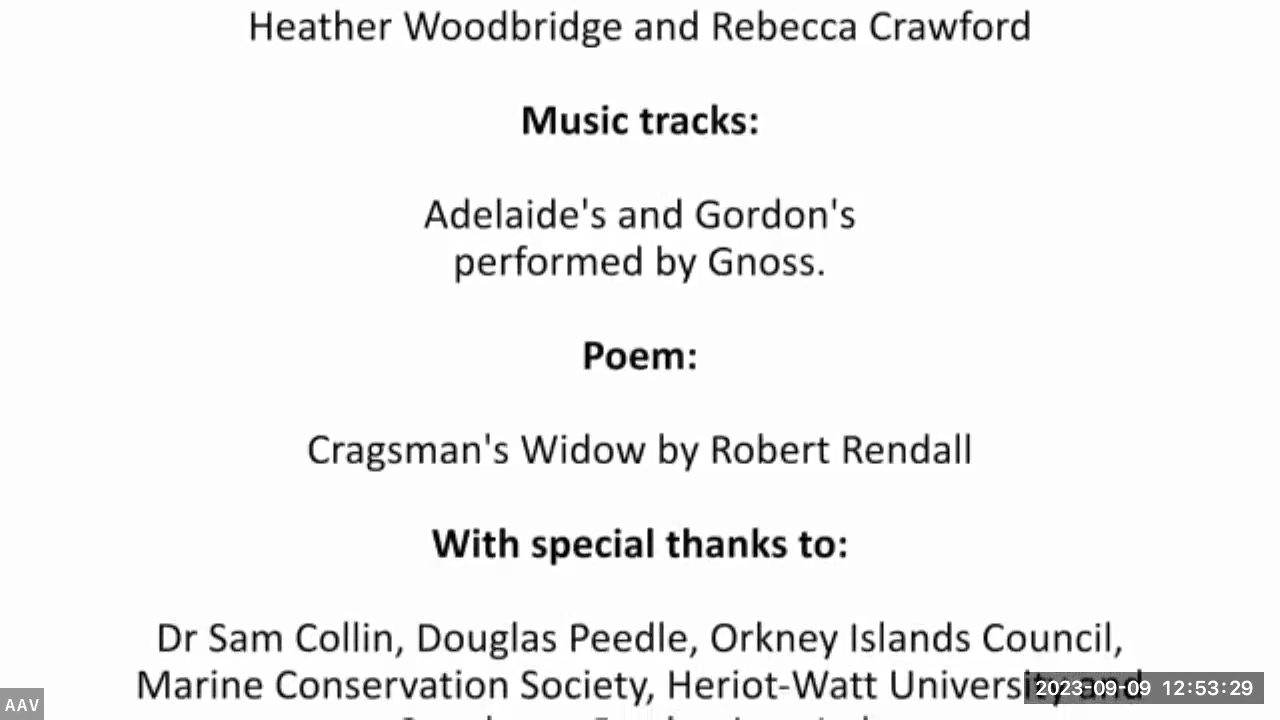 Heather Woodbridge and Rebecca Crawford
Music tracks:
Adelaide's and Gordon's
performed by Gnoss.
Poem:
Cragsman's Widow by Robert Rendall
With special thanks to:
Dr Sam Collin, Douglas Peedle, Orkney Islands Council,
Marine Conservation Society, Heriot-Watt University and
2023-09-09 12:53:29
AAV